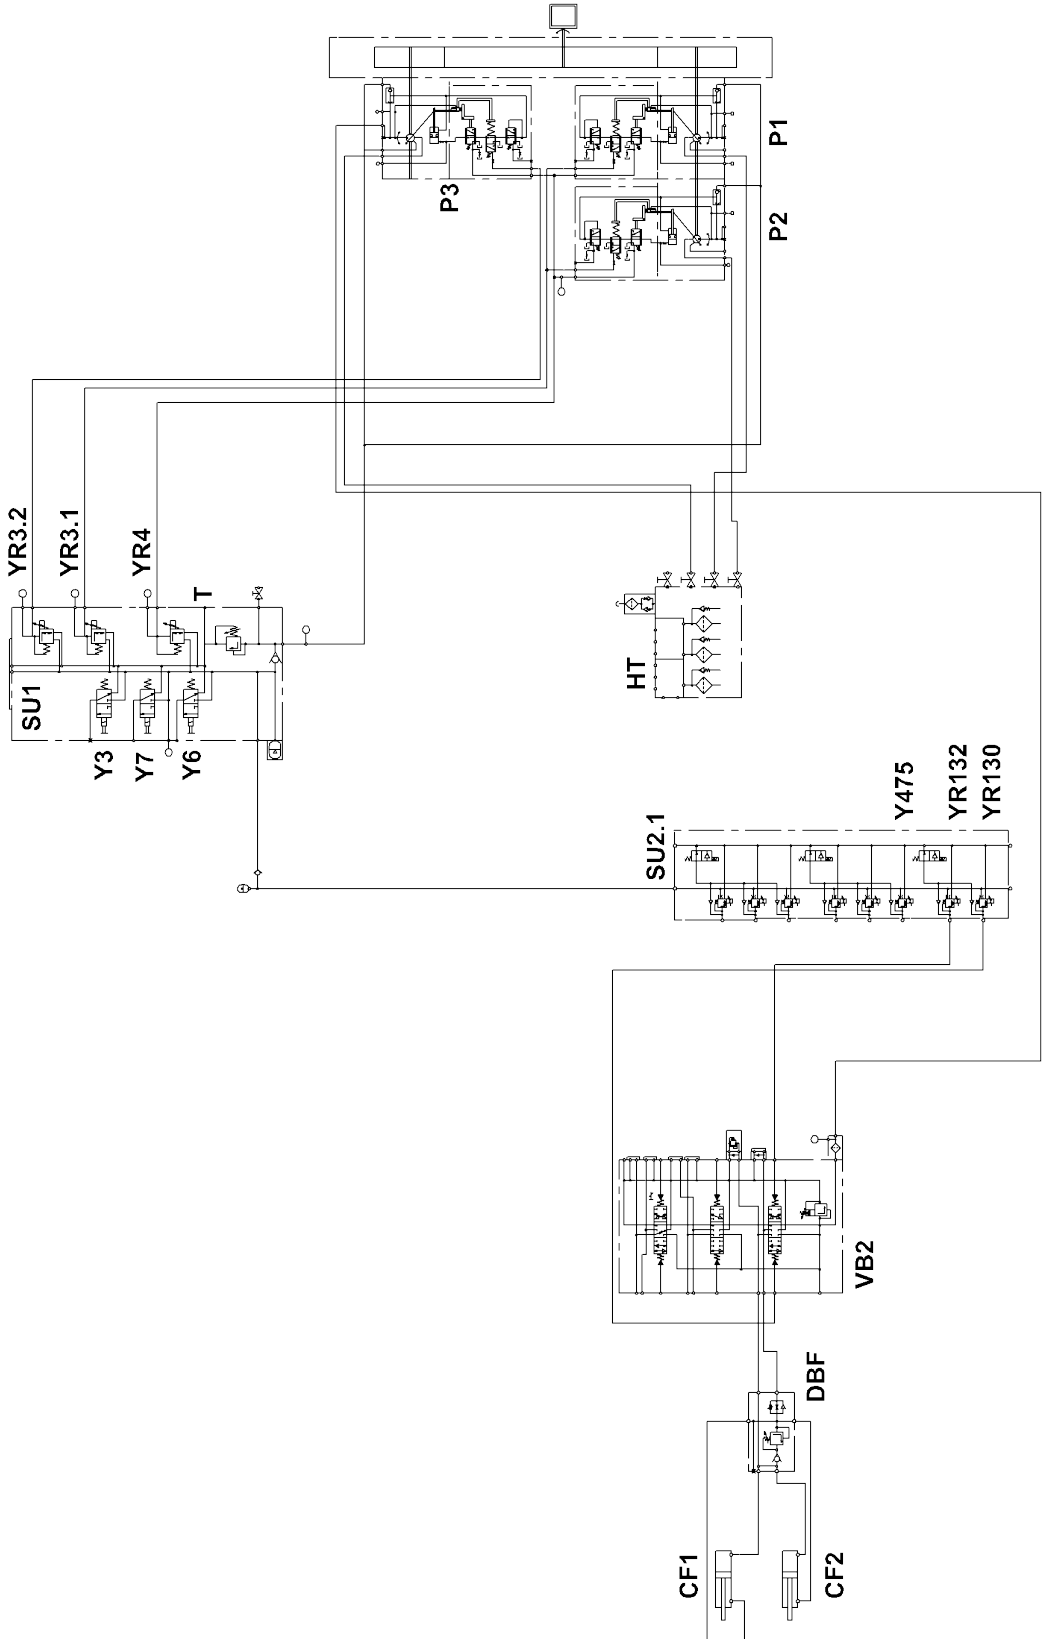 P1
P3
P2
YR3.2
YR3.1
YR4
T
HT
SU1
Y3
Y7
Y6
Y475
YR132
YR130
SU2.1
VB2
DBF
CF1
CF2